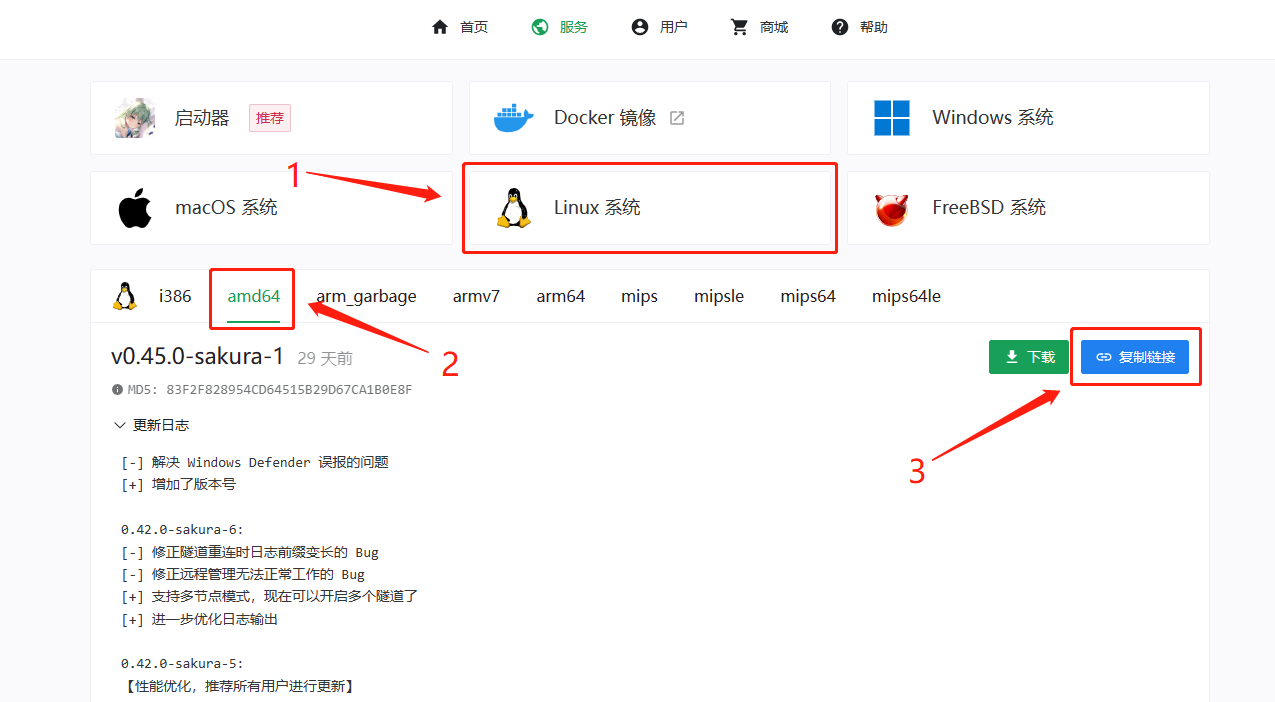 首页 服务 用户 商城 帮助
启动器 推荐 Docker 镜像 Windows 系统
1
macOS 系统 Linux 系统 FreeBSD 系统
i386 amd64 arm_garbage armv7 arm64 mips mipsle mips64 mips64le
v0.45.0-sakura-1 29 天前 下载 复制链接
2
MD5: 83F2F828954CD64515B29D67CA1B0E8F
更新日志
[-] 解决 Windows Defender 误报的问题
3
[+] 增加了版本号
0.42.0-sakura-6:
[-] 修正隧道重连时日志前缀变长的 Bug
[-] 修正远程管理无法正常工作的 Bug
[+] 支持多节点模式，现在可以开启多个隧道了
[+] 进一步优化日志输出
0.42.0-sakura-5:
【性能优化，推荐所有用户进行更新】